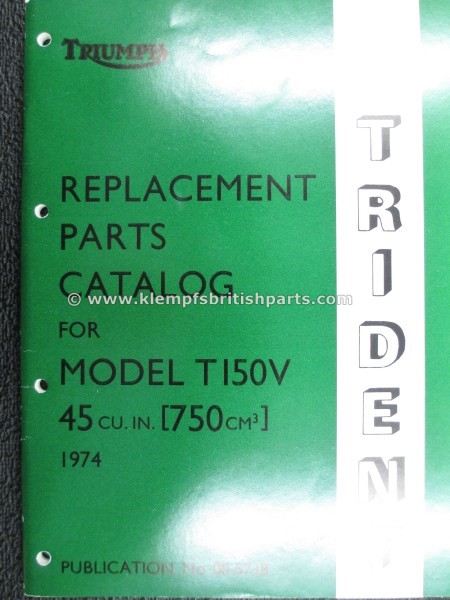 TRIUMPH
REPLACEMENT
PARTS
CATALOG
© www.klempfsbritishparts.com
FOR
MODEL T150V
45 CU. IN. [750 CM³]
1974
PUBLICATION No
TRIDEN